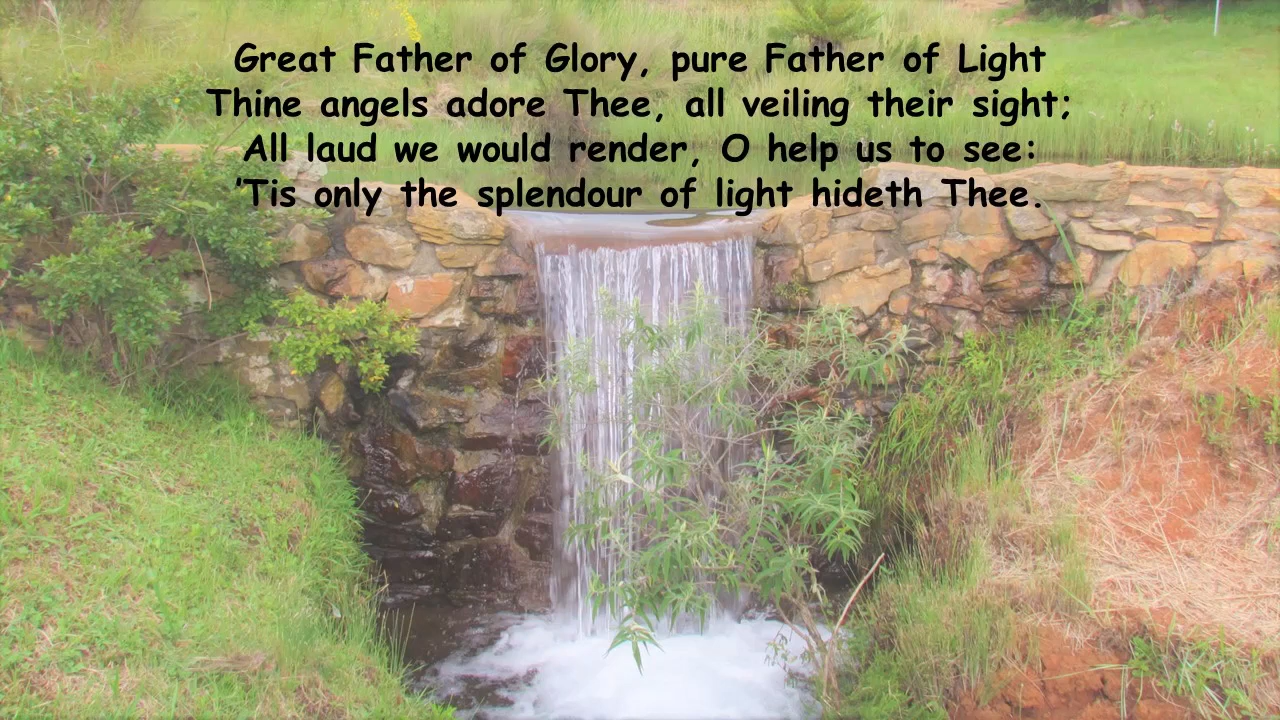 Great Father of Glory, pure Father of Light
Thine angels adore Thee, all veiling their sight;
All laud we would render, O help us to see:
’Tis only the splendour of light hideth Thee.